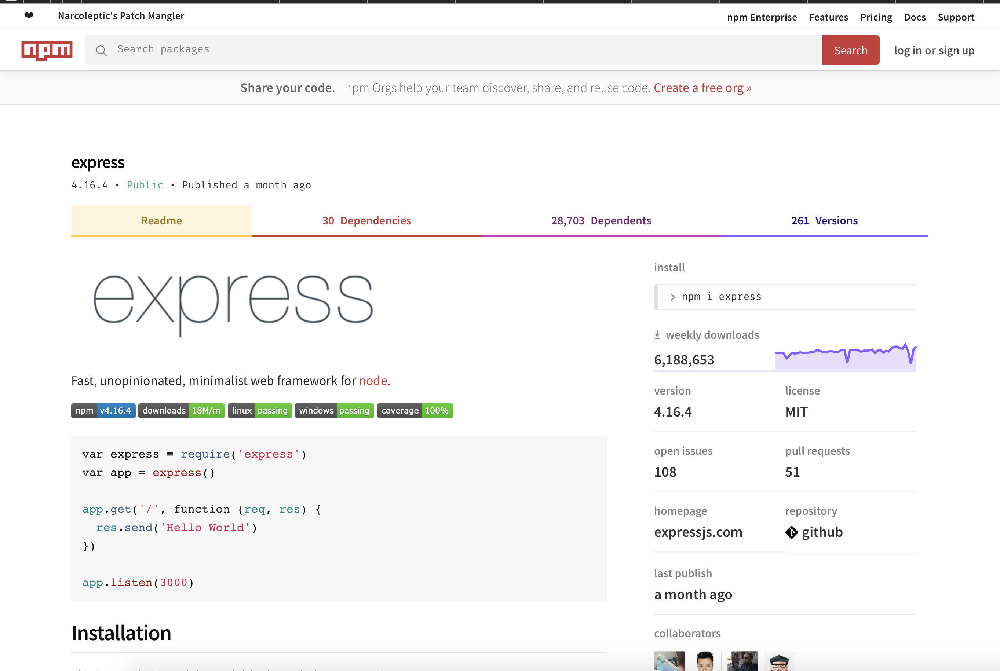 ❤ Narcoleptic's Patch Mangler
npm Enterprise Features Pricing Docs Support
npm
Search packages
Search
log in or sign up
Share your code. npm Orgs help your team discover, share, and reuse code. Create a free org »
express
4.16.4 • Public • Published a month ago
Readme
30 Dependencies
28,703 Dependents
261 Versions
express
Fast, unopinionated, minimalist web framework for node.
npm v4.16.4 downloads 18M/m linux passing windows passing coverage 100%
var express = require('express')
var app = express()
app.get('/', function (req, res) {
  res.send('Hello World')
})
app.listen(3000)
Installation
install
npm i express
weekly downloads
6,188,653
version
4.16.4
license
MIT
open issues
108
pull requests
51
homepage
expressjs.com
repository
github
last publish
a month ago
collaborators